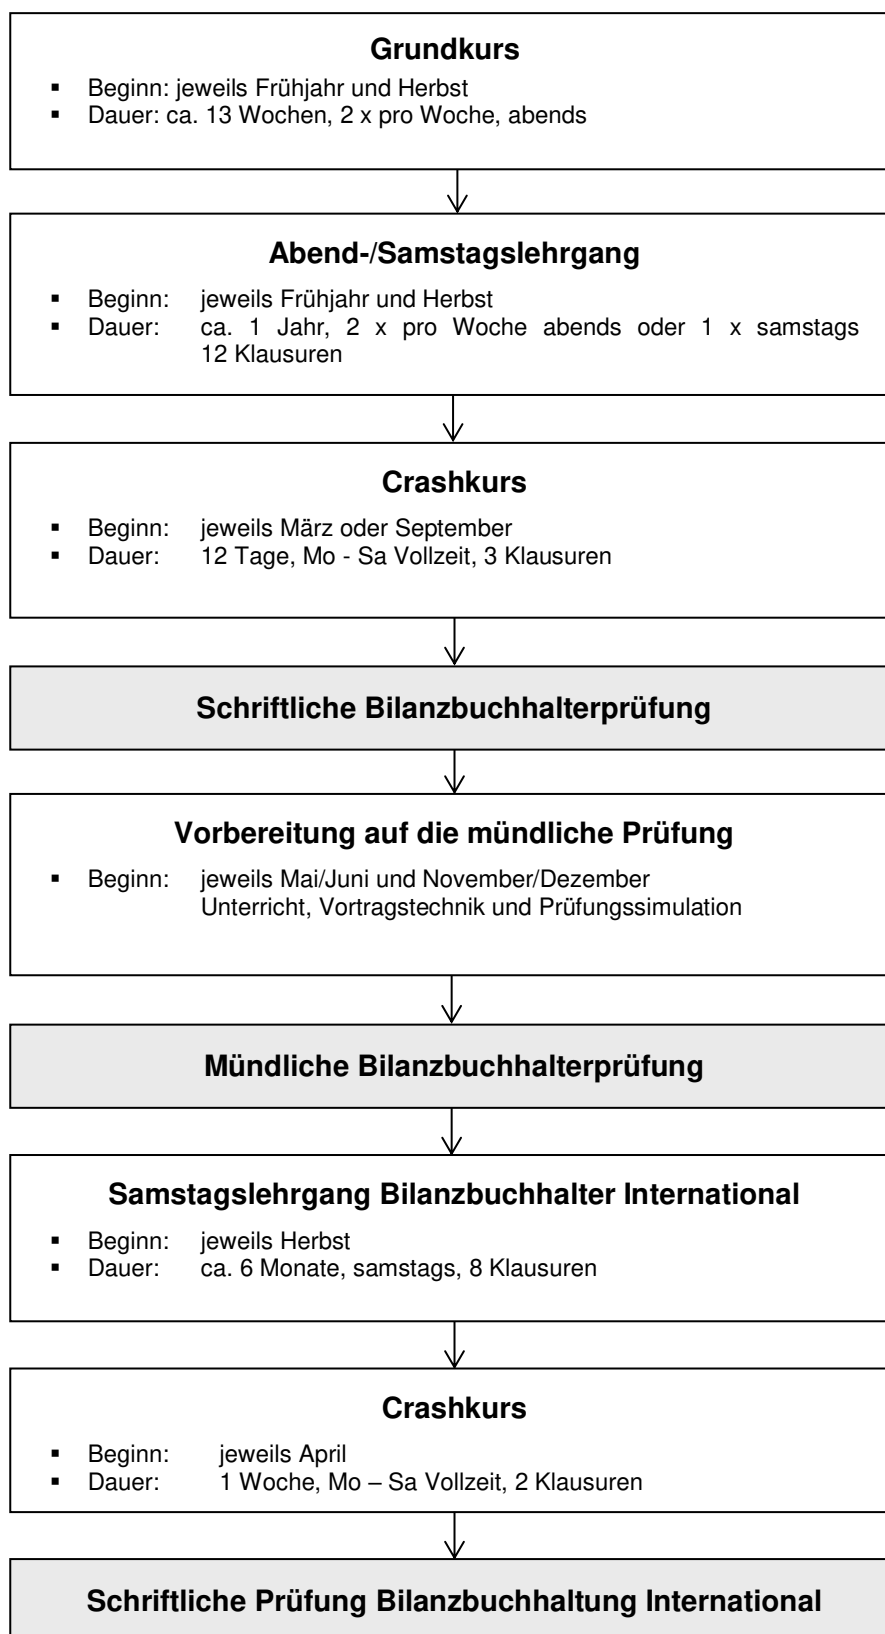 Grundkurs
▪ Beginn: jeweils Frühjahr und Herbst
▪ Dauer: ca. 13 Wochen, 2 x pro Woche, abends
Abend-/Samstagslehrgang
▪ Beginn: jeweils Frühjahr und Herbst
▪ Dauer: ca. 1 Jahr, 2 x pro Woche abends oder 1 x samstags
12 Klausuren
Crashkurs
▪ Beginn: jeweils März oder September
▪ Dauer: 12 Tage, Mo - Sa Vollzeit, 3 Klausuren
Schriftliche Bilanzbuchhalterprüfung
Vorbereitung auf die mündliche Prüfung
▪ Beginn: jeweils Mai/Juni und November/Dezember
Unterricht, Vortragstechnik und Prüfungssimulation
Mündliche Bilanzbuchhalterprüfung
Samstagslehrgang Bilanzbuchhalter International
▪ Beginn: jeweils Herbst
▪ Dauer: ca. 6 Monate, samstags, 8 Klausuren
Crashkurs
▪ Beginn: jeweils April
▪ Dauer: 1 Woche, Mo – Sa Vollzeit, 2 Klausuren
Schriftliche Prüfung Bilanzbuchhaltung International